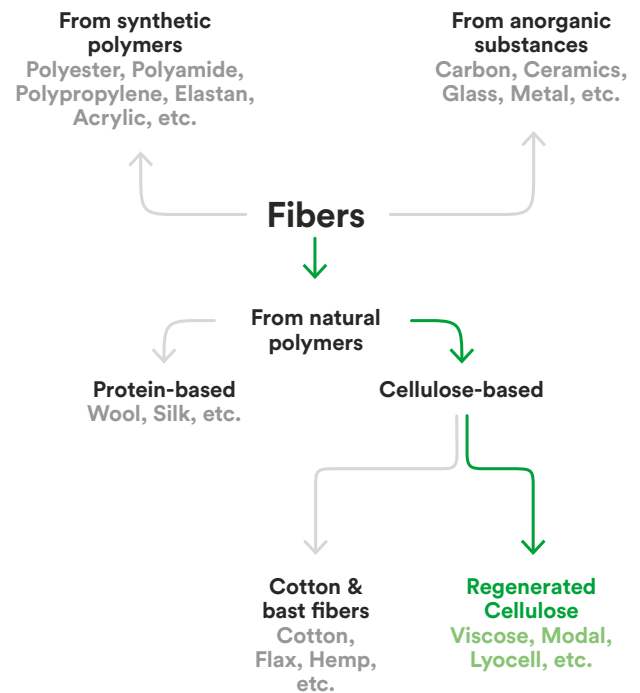 From synthetic
polymers
Polyester, Polyamide,
Polypropylene, Elastan,
Acrylic, etc.
From anorganic
substances
Carbon, Ceramics,
Glass, Metal, etc.
Fibers
From natural
polymers
Protein-based
Wool, Silk, etc.
Cellulose-based
Cotton &
bast fibers
Cotton,
Flax, Hemp,
etc.
Regenerated
Cellulose
Viscose, Modal,
Lyocell, etc.